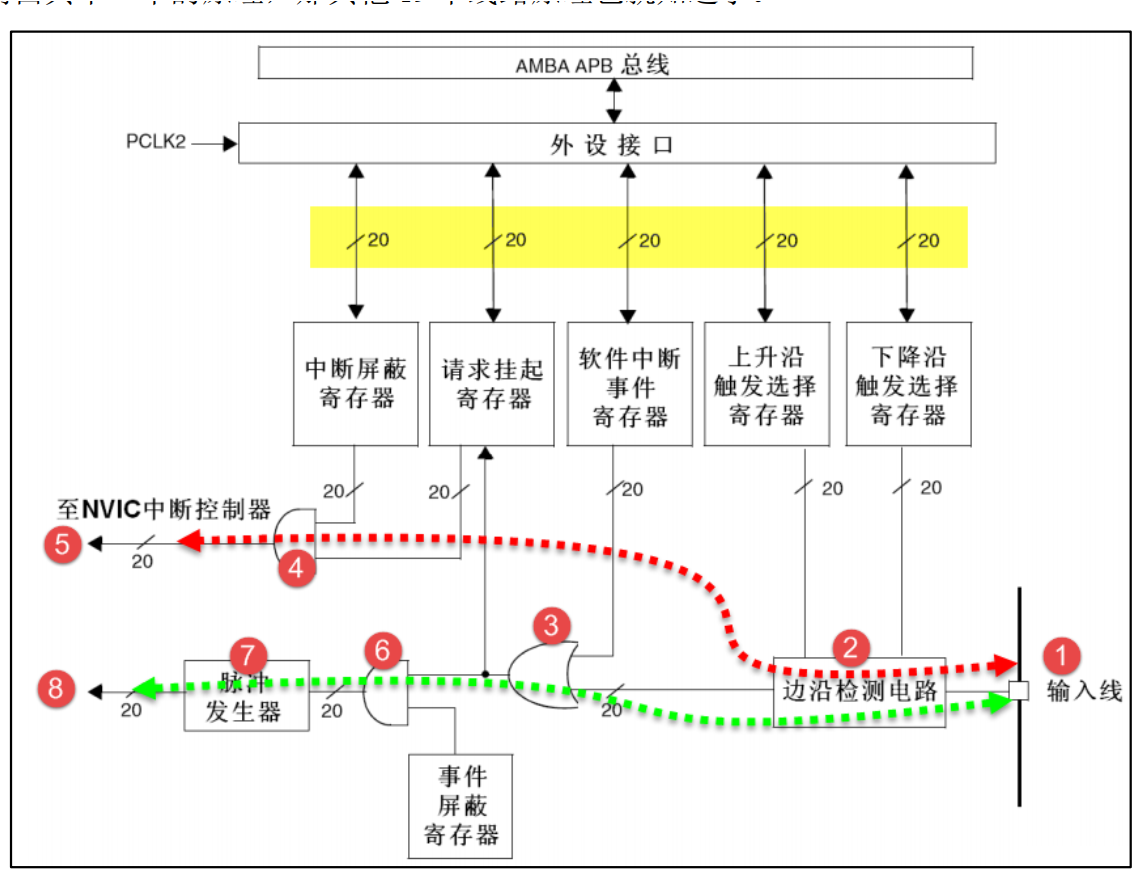 AMBA APB 总线
PCLK2
外设接口
20
20
20
20
20
中断屏蔽
寄存器
请求挂起
寄存器
软件中断
事件
寄存器
上升沿
触发选择
寄存器
下降沿
触发选择
寄存器
20
20
20
20
20
至NVIC中断控制器
5
20
4
3
6
7
2
1
8
20
脉冲
发生器
20
20
边沿检测电路
输入线
事件
屏蔽
寄存器